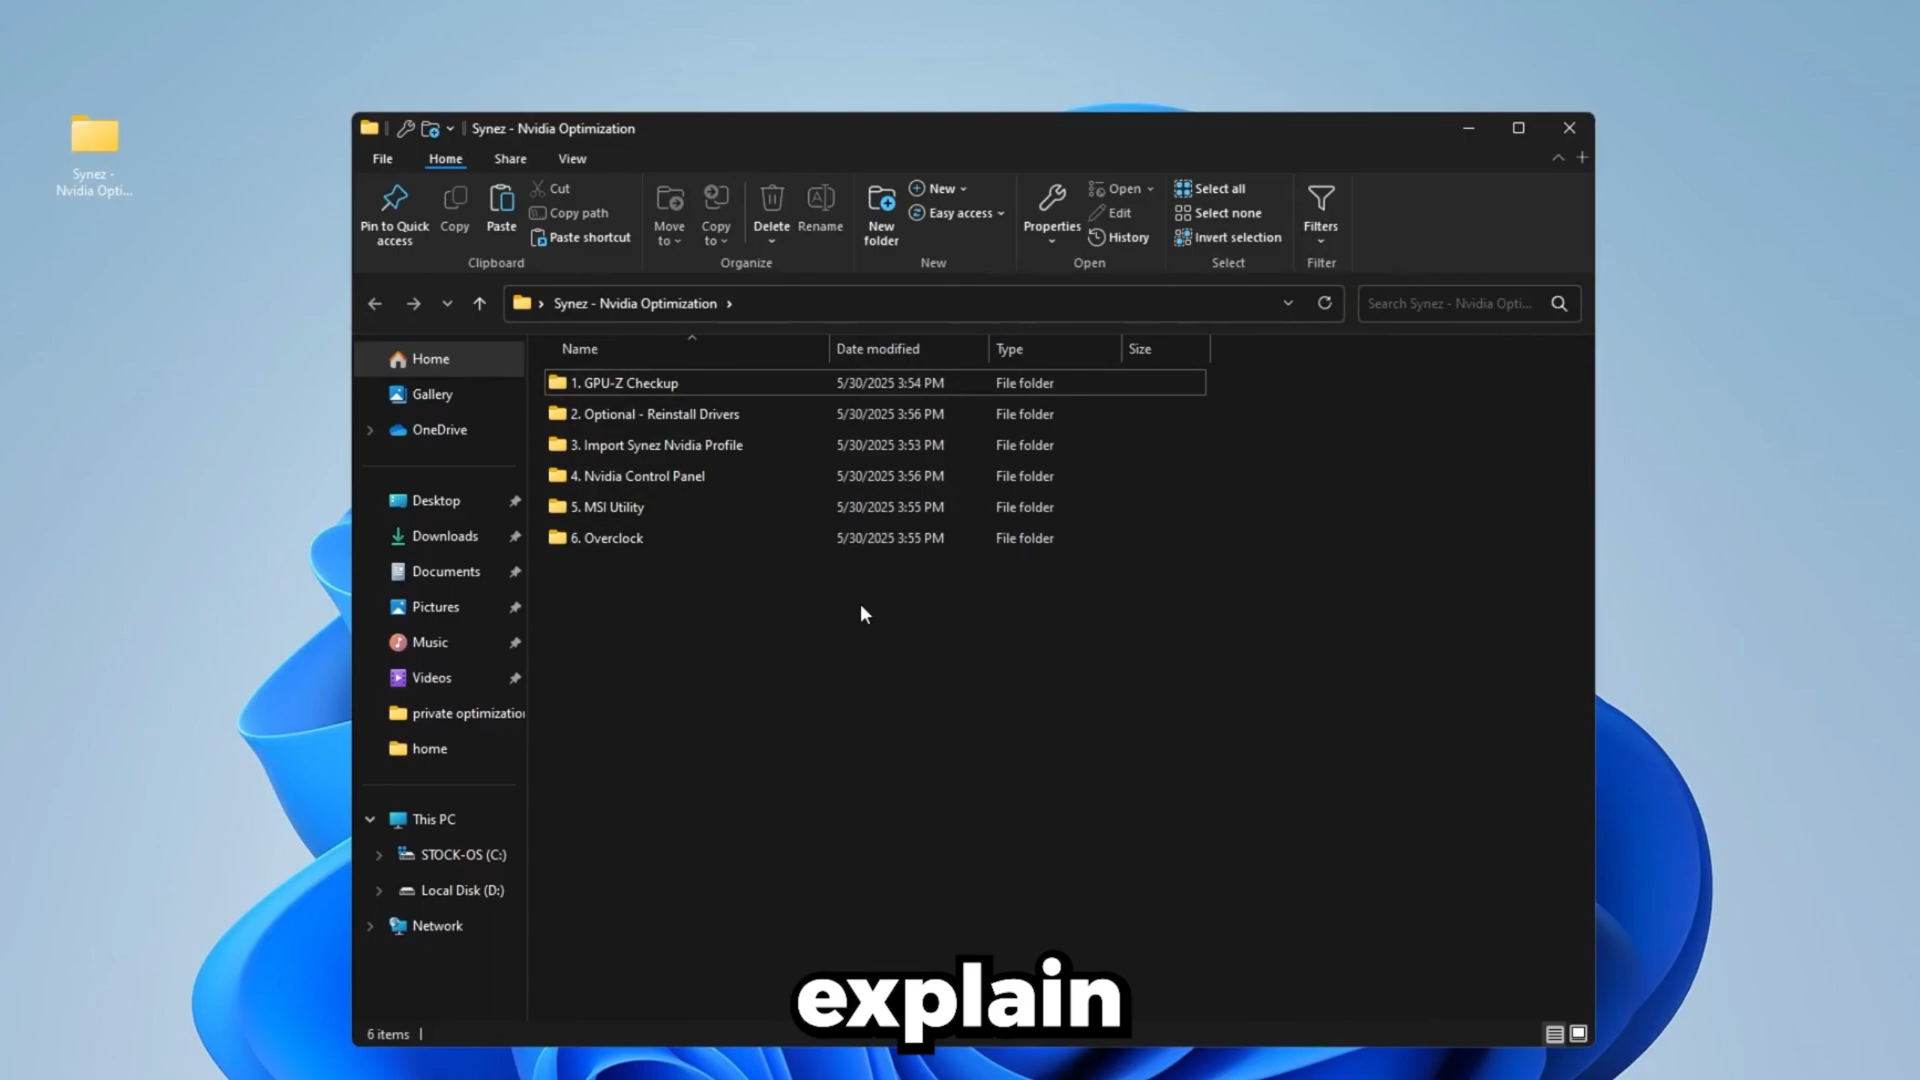 Synez -
Nvidia Opti...
Synez - Nvidia Optimization
File Home Share View
Pin to Quick access
Copy
Paste
Cut
Copy path
Paste shortcut
Clipboard
Move to
Copy to
Delete
Rename
Organize
New folder
New
Easy access
New
Properties
Open
Edit
History
Open
Select all
Select none
Invert selection
Select
Filters
Filter
Synez - Nvidia Optimization
Search Synez - Nvidia Opti...
Home
Gallery
OneDrive
Desktop
Downloads
Documents
Pictures
Music
Videos
private optimization
home
This PC
STOCK-OS (C:)
Local Disk (D:)
Network
Name Date modified Type Size
1. GPU-Z Checkup 5/30/2025 3:54 PM File folder
2. Optional - Reinstall Drivers 5/30/2025 3:56 PM File folder
3. Import Synez Nvidia Profile 5/30/2025 3:53 PM File folder
4. Nvidia Control Panel 5/30/2025 3:56 PM File folder
5. MSI Utility 5/30/2025 3:55 PM File folder
6. Overclock 5/30/2025 3:55 PM File folder
explain
6 items